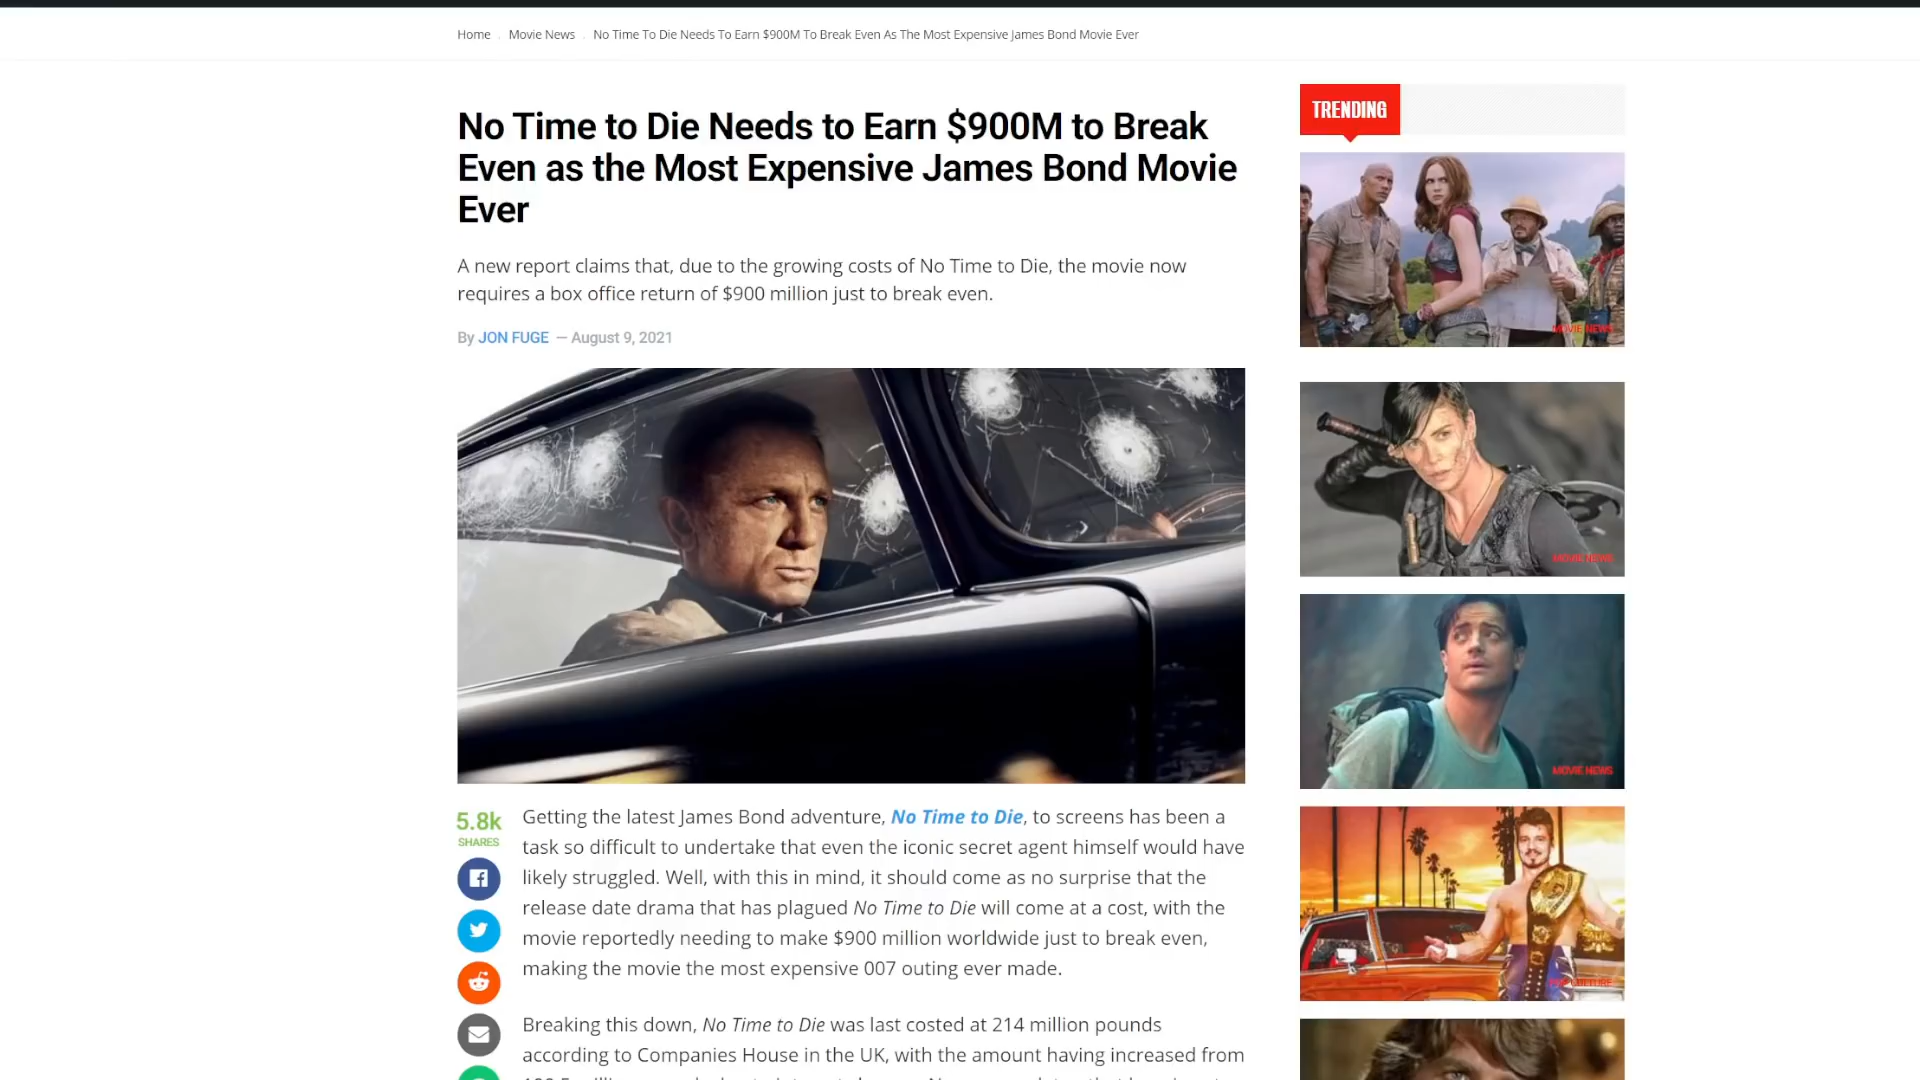 Home . Movie News . No Time To Die Needs To Earn $900M To Break Even As The Most Expensive James Bond Movie Ever
No Time to Die Needs to Earn $900M to Break
Even as the Most Expensive James Bond Movie
Ever
A new report claims that, due to the growing costs of No Time to Die, the movie now
requires a box office return of $900 million just to break even.
By JON FUGE — August 9, 2021
5.8k
SHARES
Getting the latest James Bond adventure, No Time to Die, to screens has been a
task so difficult to undertake that even the iconic secret agent himself would have
likely struggled. Well, with this in mind, it should come as no surprise that the
release date drama that has plagued No Time to Die will come at a cost, with the
movie reportedly needing to make $900 million worldwide just to break even,
making the movie the most expensive 007 outing ever made.
Breaking this down, No Time to Die was last costed at 214 million pounds
according to Companies House in the UK, with the amount having increased from
TRENDING
MOVIE NEWS
MOVIE NEWS
MOVIE NEWS
POP CULTURE